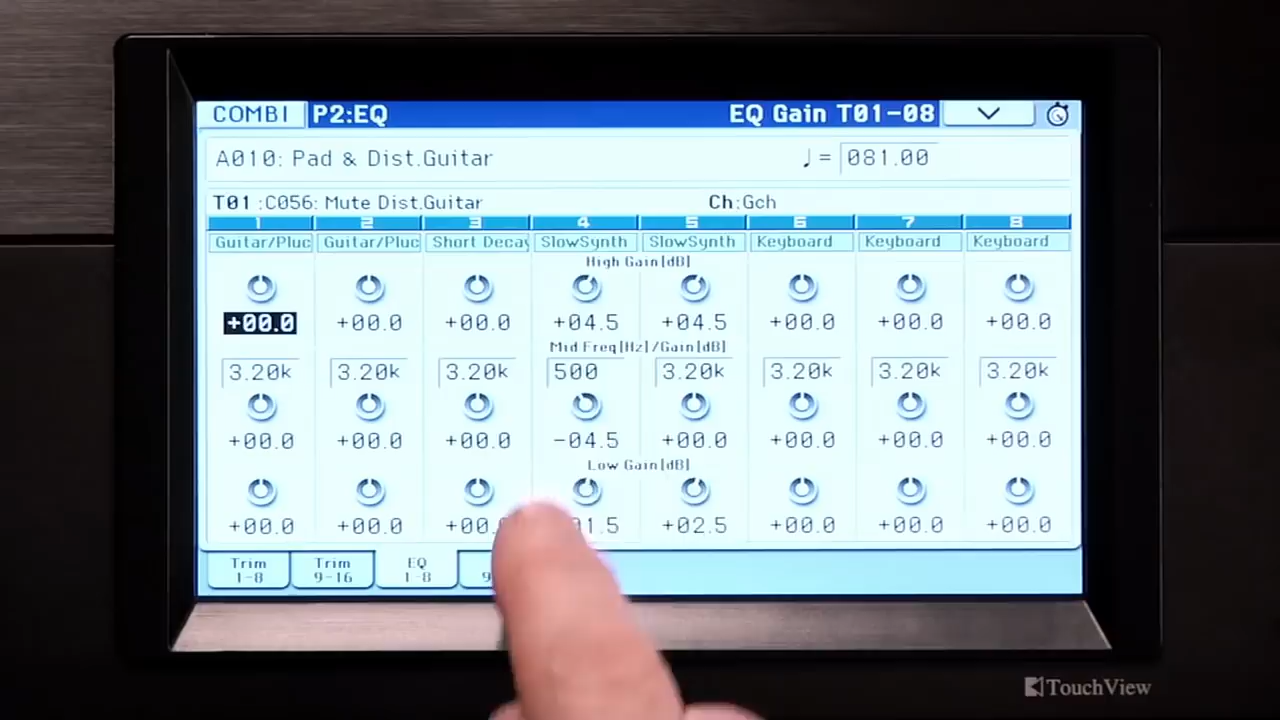 COMBI P2:EQ EQ Gain T01-08
A010: Pad & Dist.Guitar ♩= 081.00
T01 :C056: Mute Dist.Guitar Ch:Gch
1 2 3 4 5 6 7 8
Guitar/Pluc Guitar/Pluc Short Decay SlowSynth SlowSynth Keyboard Keyboard Keyboard
High Gain[dB]
+00.0 +00.0 +00.0 +04.5 +04.5 +00.0 +00.0 +00.0
Mid Freq[Hz]/Gain[dB]
3.20k 3.20k 3.20k 500 3.20k 3.20k 3.20k 3.20k
+00.0 +00.0 +00.0 -04.5 +00.0 +00.0 +00.0 +00.0
Low Gain[dB]
+00.0 +00.0 +00. 1.5 +02.5 +00.0 +00.0 +00.0
Trim Trim EQ
1-8 9-16 1-8 9
TouchView